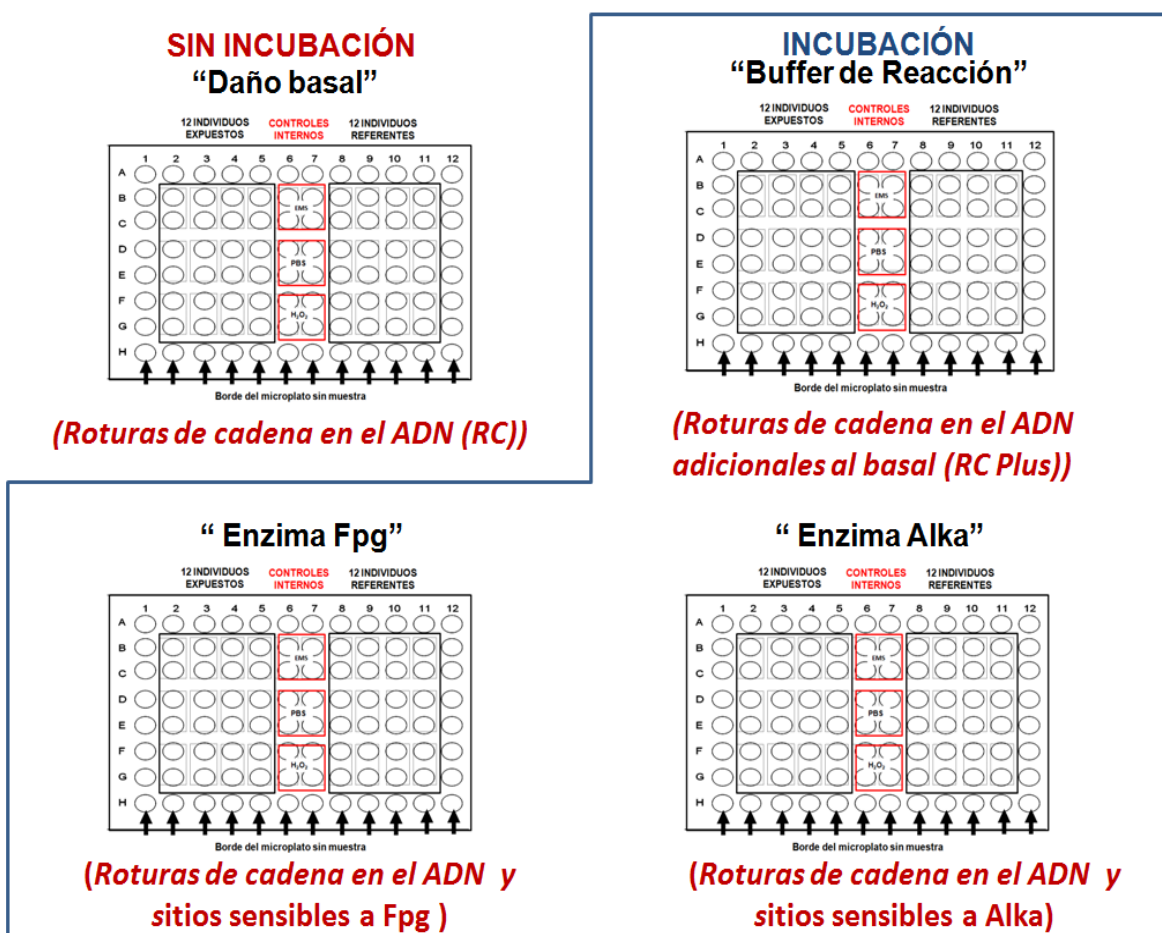 SIN INCUBACIÓN
“Daño basal”
12 INDIVIDUOS EXPUESTOS
CONTROLES INTERNOS
12 INDIVIDUOS REFERENTES
1 2 3 4 5 6 7 8 9 10 11 12
A
B
EMS
C
D
PBS
E
F
H₂O₂
G
H
Borde del microplato sin muestra
(Roturas de cadena en el ADN (RC))
INCUBACIÓN
“Buffer de Reacción”
12 INDIVIDUOS EXPUESTOS
CONTROLES INTERNOS
12 INDIVIDUOS REFERENTES
1 2 3 4 5 6 7 8 9 10 11 12
A
B
EMS
C
D
PBS
E
F
H₂O₂
G
H
Borde del microplato sin muestra
(Roturas de cadena en el ADN
adicionales al basal (RC Plus))
“ Enzima Fpg”
12 INDIVIDUOS EXPUESTOS
CONTROLES INTERNOS
12 INDIVIDUOS REFERENTES
1 2 3 4 5 6 7 8 9 10 11 12
A
B
EMS
C
D
PBS
E
F
H₂O₂
G
H
Borde del microplato sin muestra
(Roturas de cadena en el ADN y
sitios sensibles a Fpg )
“ Enzima Alka”
12 INDIVIDUOS EXPUESTOS
CONTROLES INTERNOS
12 INDIVIDUOS REFERENTES
1 2 3 4 5 6 7 8 9 10 11 12
A
B
EMS
C
D
PBS
E
F
H₂O₂
G
H
Borde del microplato sin muestra
(Roturas de cadena en el ADN y
sitios sensibles a Alka)